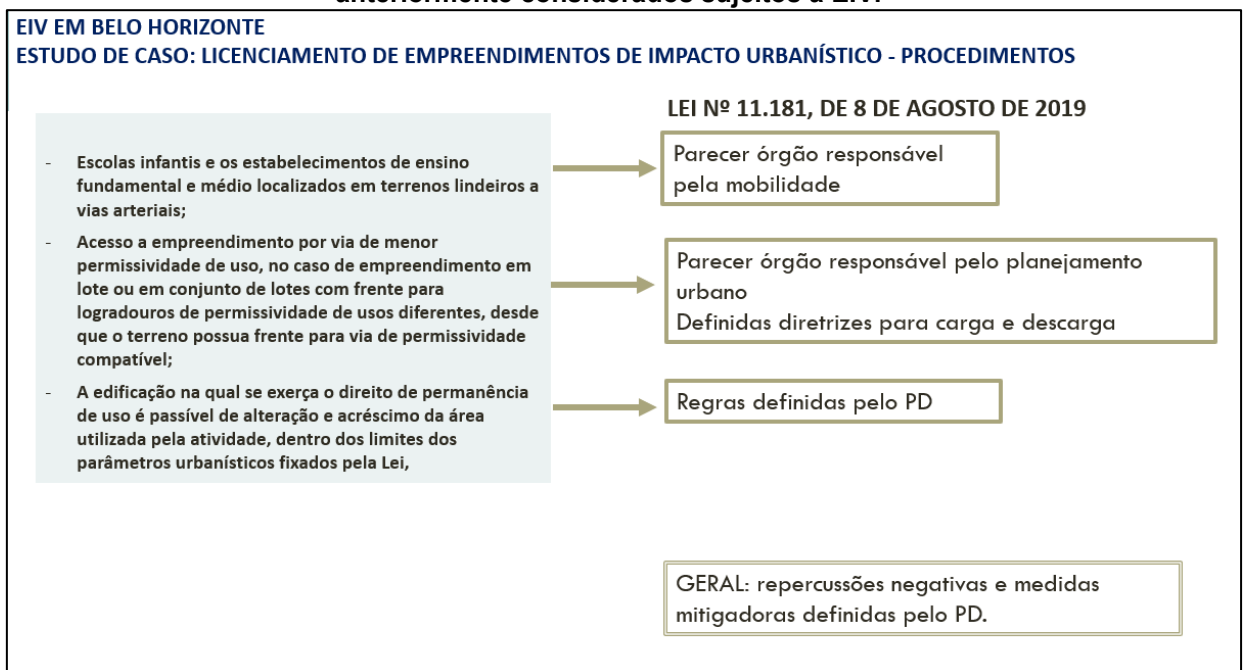 anteriormente considerados sujeitos a EIV.
EIV EM BELO HORIZONTE
ESTUDO DE CASO: LICENCIAMENTO DE EMPREENDIMENTOS DE IMPACTO URBANÍSTICO - PROCEDIMENTOS
LEI Nº 11.181, DE 8 DE AGOSTO DE 2019
- Escolas infantis e os estabelecimentos de ensino
fundamental e médio localizados em terrenos lindeiros a
vias arteriais;
Parecer órgão responsável
pela mobilidade
- Acesso a empreendimento por via de menor
permissividade de uso, no caso de empreendimento em
lote ou em conjunto de lotes com frente para
logradouros de permissividade de usos diferentes, desde
que o terreno possua frente para via de permissividade
compatível;
Parecer órgão responsável pelo planejamento
urbano
Definidas diretrizes para carga e descarga
- A edificação na qual se exerça o direito de permanência
de uso é passível de alteração e acréscimo da área
utilizada pela atividade, dentro dos limites dos
parâmetros urbanísticos fixados pela Lei,
Regras definidas pelo PD
GERAL: repercussões negativas e medidas
mitigadoras definidas pelo PD.